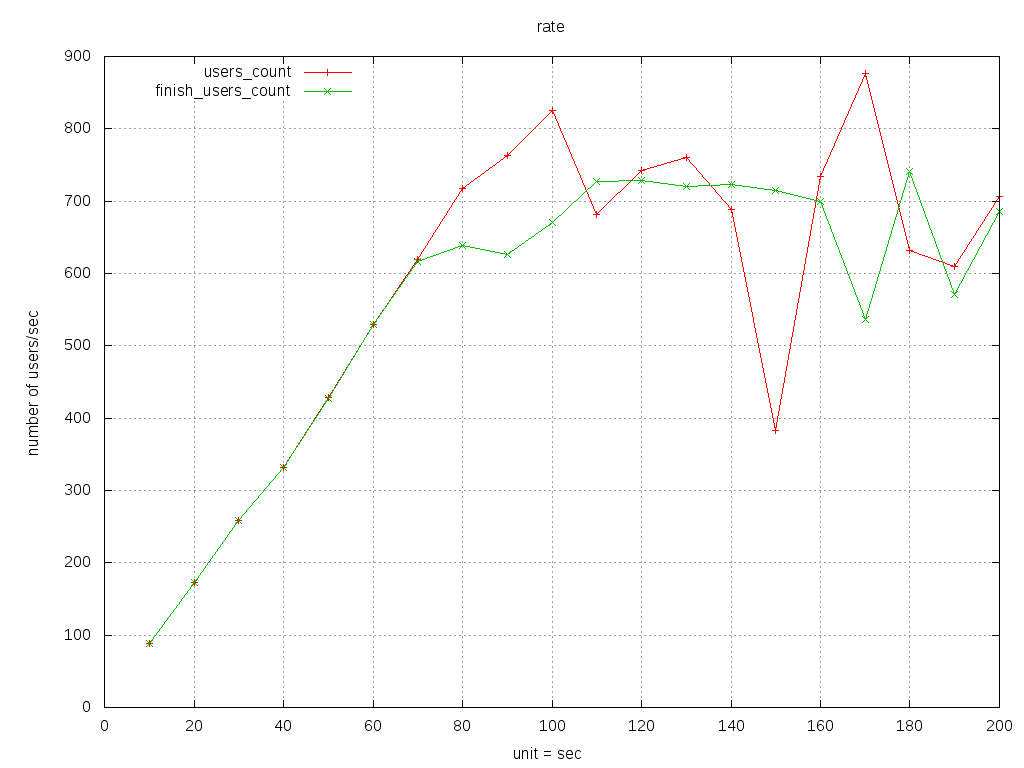 rate
900
800
700
600
500
400
300
200
100
0
number of users/sec
users_count
finish_users_count
0 20 40 60 80 100 120 140 160 180 200
unit = sec